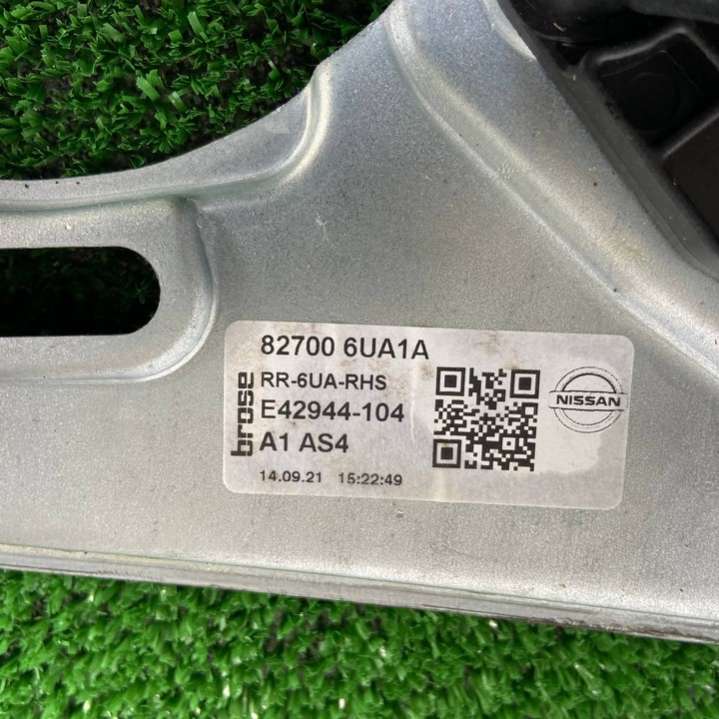 82700 6UA1A
brose
RR-6UA-RHS
E42944-104
A1 AS4
14.09.21 15:22:49
NISSAN